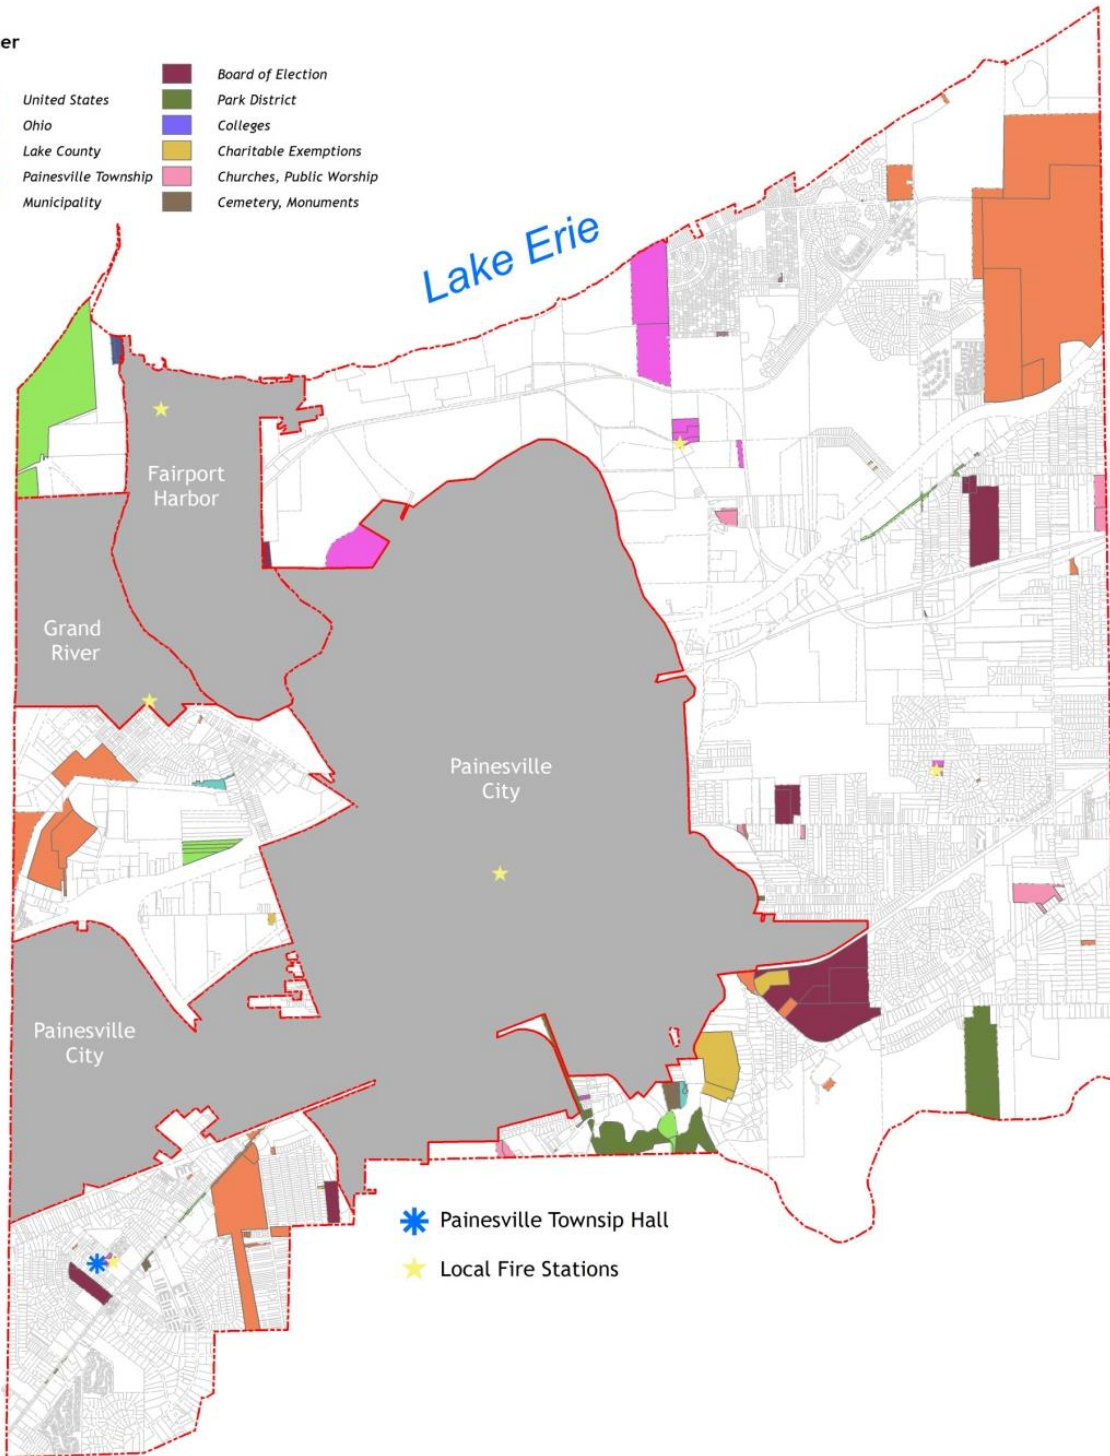 er
Board of Election
United States
Park District
Ohio
Colleges
Lake County
Charitable Exemptions
Painesville Township
Churches, Public Worship
Municipality
Cemetery, Monuments
Lake Erie
Fairport
Harbor
Grand
River
Painesville
City
Painesville
City
Painesville Townsip Hall
Local Fire Stations